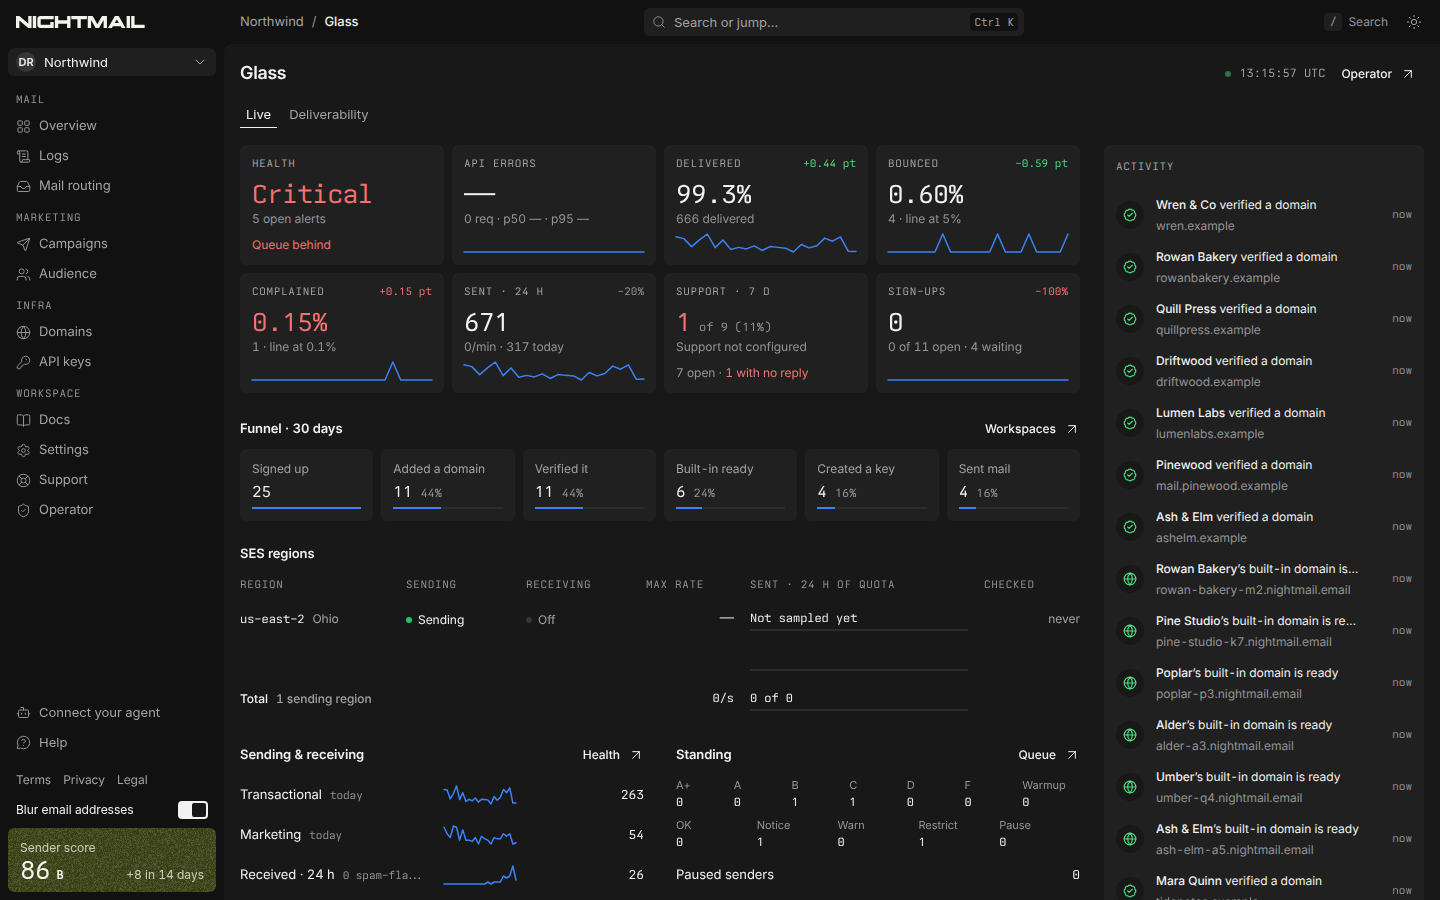 NIGHTMAIL
Northwind / Glass
Search or jump...
Ctrl K
/ Search
DR Northwind
MAIL
Overview
Logs
Mail routing
MARKETING
Campaigns
Audience
INFRA
Domains
API keys
WORKSPACE
Docs
Settings
Support
Operator
Connect your agent
Help
Terms Privacy Legal
Blur email addresses
Sender score
86 B
+8 in 14 days
Glass
13:15:57 UTC
Operator
Live
Deliverability
HEALTH
Critical
5 open alerts
Queue behind
API ERRORS
—
0 req · p50 — · p95 —
DELIVERED +0.44 pt
99.3%
666 delivered
BOUNCED −0.59 pt
0.60%
4 · line at 5%
COMPLAINED +0.15 pt
0.15%
1 · line at 0.1%
SENT · 24 H −20%
671
0/min · 317 today
SUPPORT · 7 D
1 of 9 (11%)
Support not configured
7 open · 1 with no reply
SIGN-UPS −100%
0
0 of 11 open · 4 waiting
Funnel · 30 days
Workspaces
Signed up
25
Added a domain
11 44%
Verified it
11 44%
Built-in ready
6 24%
Created a key
4 16%
Sent mail
4 16%
SES regions
REGION SENDING RECEIVING MAX RATE SENT · 24 H OF QUOTA CHECKED
us-east-2 Ohio Sending Off — Not sampled yet never
Total 1 sending region 0/s 0 of 0
Sending & receiving
Health
Transactional today 263
Marketing today 54
Received · 24 h 0 spam-fla... 26
Standing
Queue
A+ A B C D F Warmup
0 0 1 1 0 0 0
OK Notice Warn Restrict Pause
0 1 0 1 0
Paused senders 0
ACTIVITY
Wren & Co verified a domain
wren.example
now
Rowan Bakery verified a domain
rowanbakery.example
now
Quill Press verified a domain
quillpress.example
now
Driftwood verified a domain
driftwood.example
now
Lumen Labs verified a domain
lumenlabs.example
now
Pinewood verified a domain
mail.pinewood.example
now
Ash & Elm verified a domain
ashelm.example
now
Rowan Bakery's built-in domain is...
rowan-bakery-m2.nightmail.email
now
Pine Studio's built-in domain is re...
pine-studio-k7.nightmail.email
now
Poplar's built-in domain is ready
poplar-p3.nightmail.email
now
Alder's built-in domain is ready
alder-a3.nightmail.email
now
Umber's built-in domain is ready
umber-q4.nightmail.email
now
Ash & Elm's built-in domain is ready
ash-elm-a5.nightmail.email
now
Mara Quinn verified a domain
now